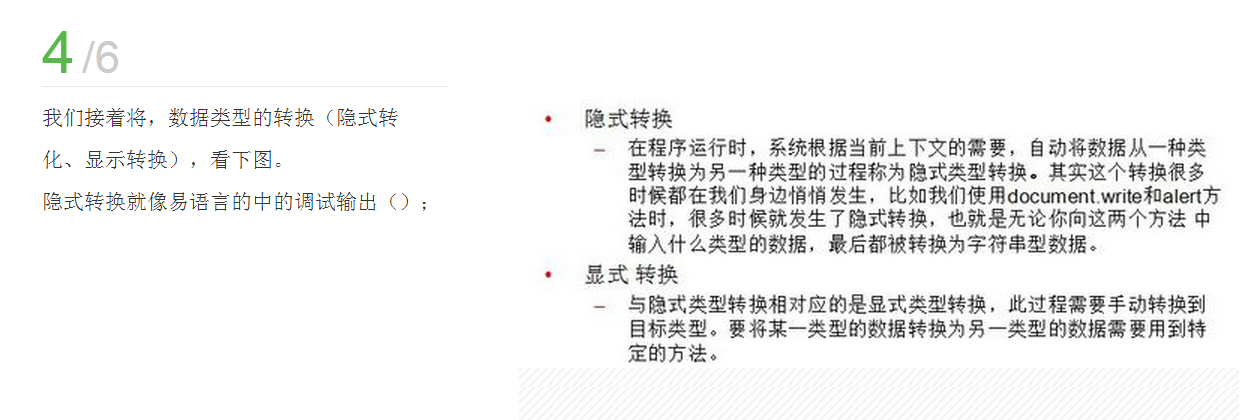 4/6
我们接着将，数据类型的转换（隐式转
化、显示转换），看下图。
隐式转换就像易语言的中的调试输出（）；
• 隐式转换
– 在程序运行时，系统根据当前上下文的需要，自动将数据从一种类
型转换为另一种类型的过程称为隐式类型转换。其实这个转换很多
时候都在我们身边悄悄发生，比如我们使用document.write和alert方
法时，很多时候就发生了隐式转换，也就是无论你向这两个方法 中
输入什么类型的数据，最后都被转换为字符串型数据。
• 显式 转换
– 与隐式类型转换相对应的是显式类型转换，此过程需要手动转换到
目标类型。要将某一类型的数据转换为另一类型的数据需要用到特
定的方法。